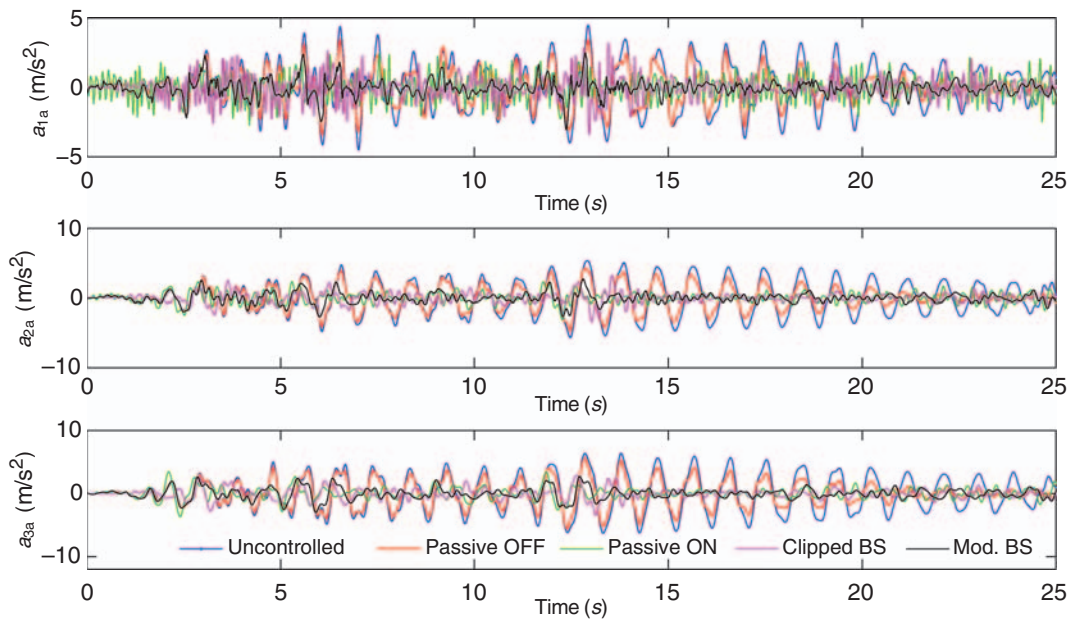 5
0
−5
a1a (m/s2)
0 5 10 15 20 25
Time (s)
10
0
−10
a2a (m/s2)
0 5 10 15 20 25
Time (s)
10
0
−10
a3a (m/s2)
Uncontrolled Passive OFF Passive ON Clipped BS Mod. BS
0 5 10 15 20 25
Time (s)